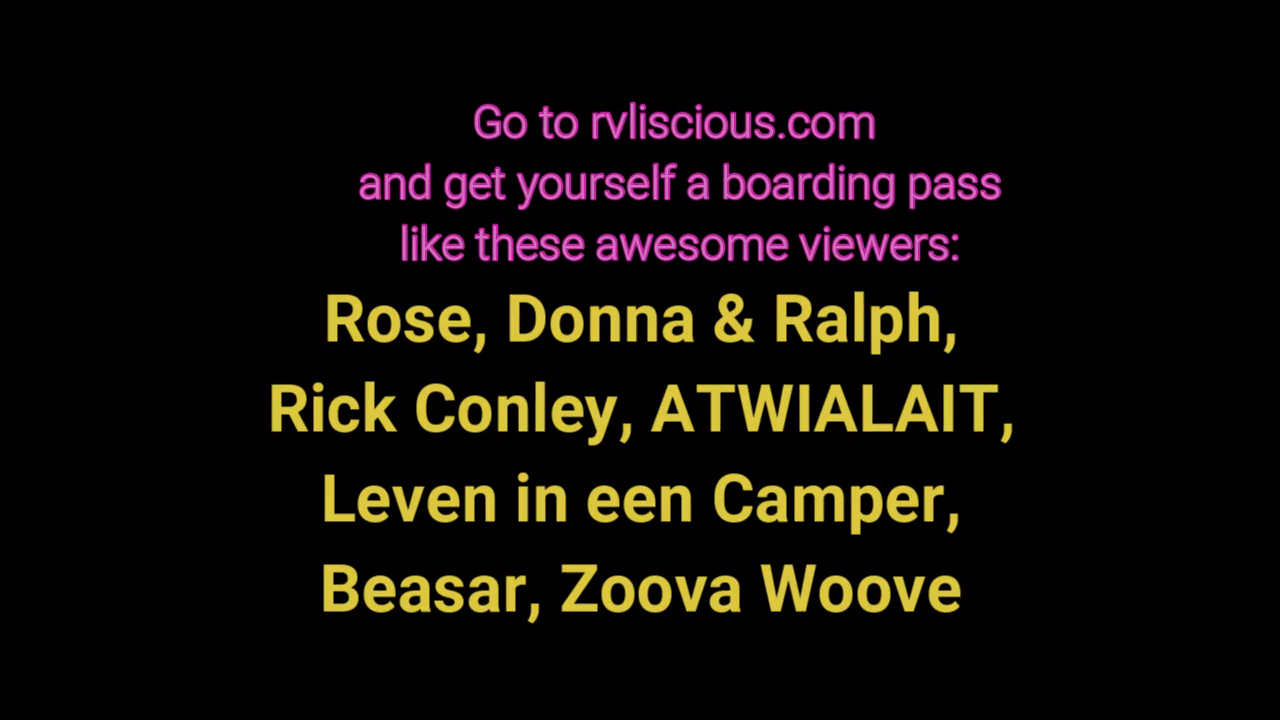 Go to rvliscious.com
and get yourself a boarding pass
like these awesome viewers:
Rose, Donna & Ralph,
Rick Conley, ATWIALAIT,
Leven in een Camper,
Beasar, Zoova Woove